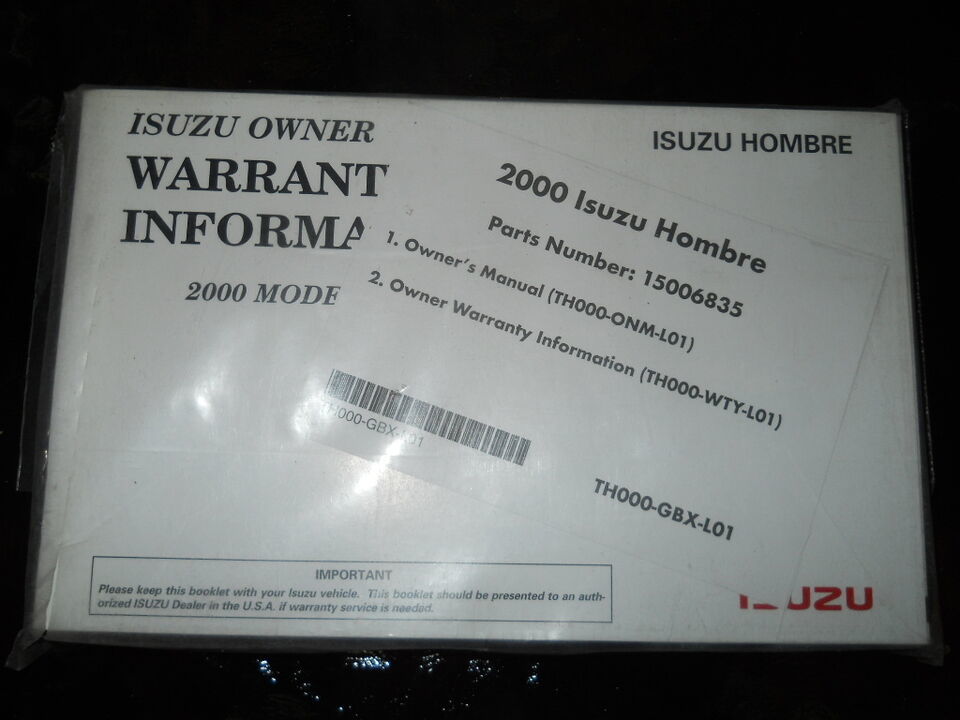 ISUZU OWNER
WARRANT
INFORMA
2000 MODE
ISUZU HOMBRE
2000 Isuzu Hombre
Parts Number: 15006835
1. Owner's Manual (TH000-ONM-L01)
2. Owner Warranty Information (TH000-WTY-L01)
TH000-GBX-L01
TH000-GBX-L01
IMPORTANT
Please keep this booklet with your Isuzu vehicle. This booklet should be presented to an auth-
orized ISUZU Dealer in the U.S.A. if warranty service is needed.
ISUZU